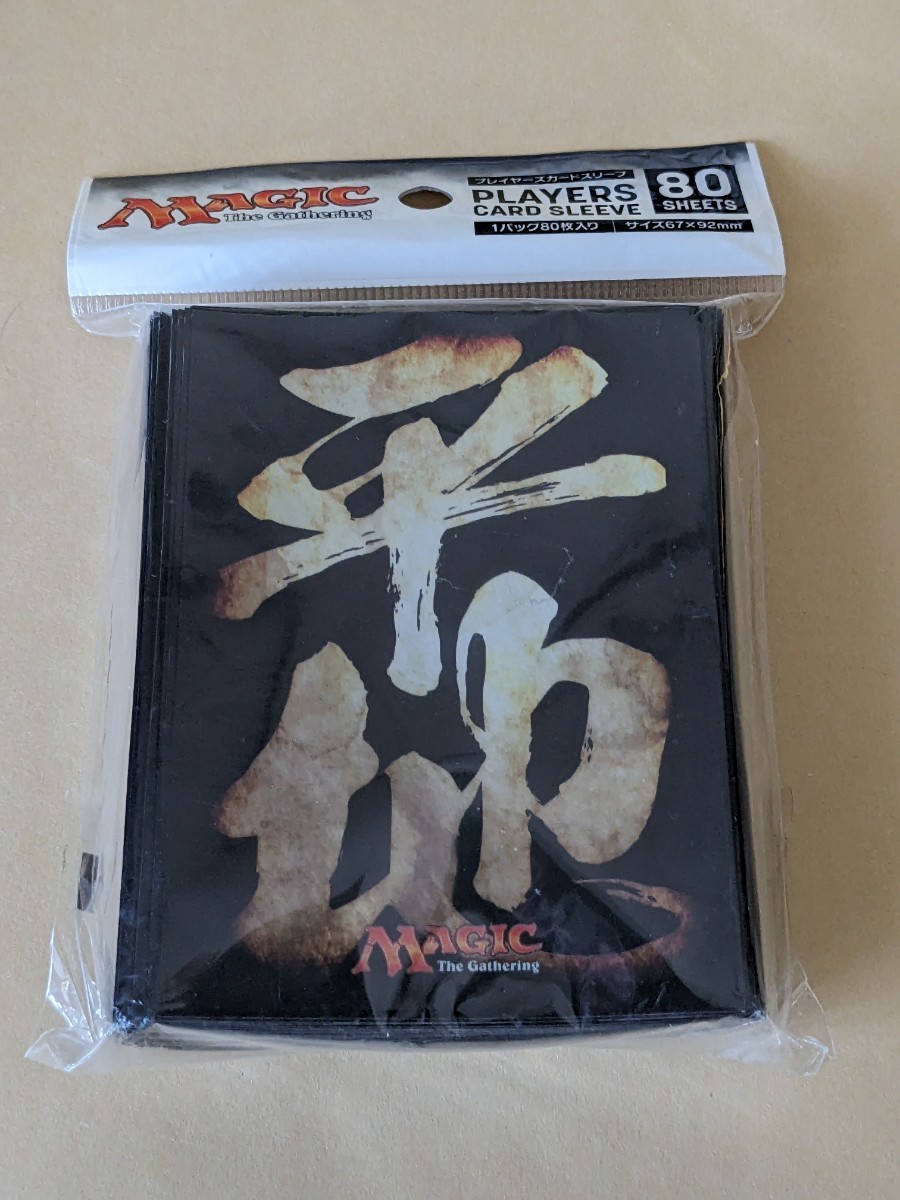 MAGIC
The Gathering
プレイヤーズカードスリーブ
PLAYERS
CARD SLEEVE
80
SHEETS
1パック80枚入り サイズ67×92mm
平地
MAGIC
The Gathering